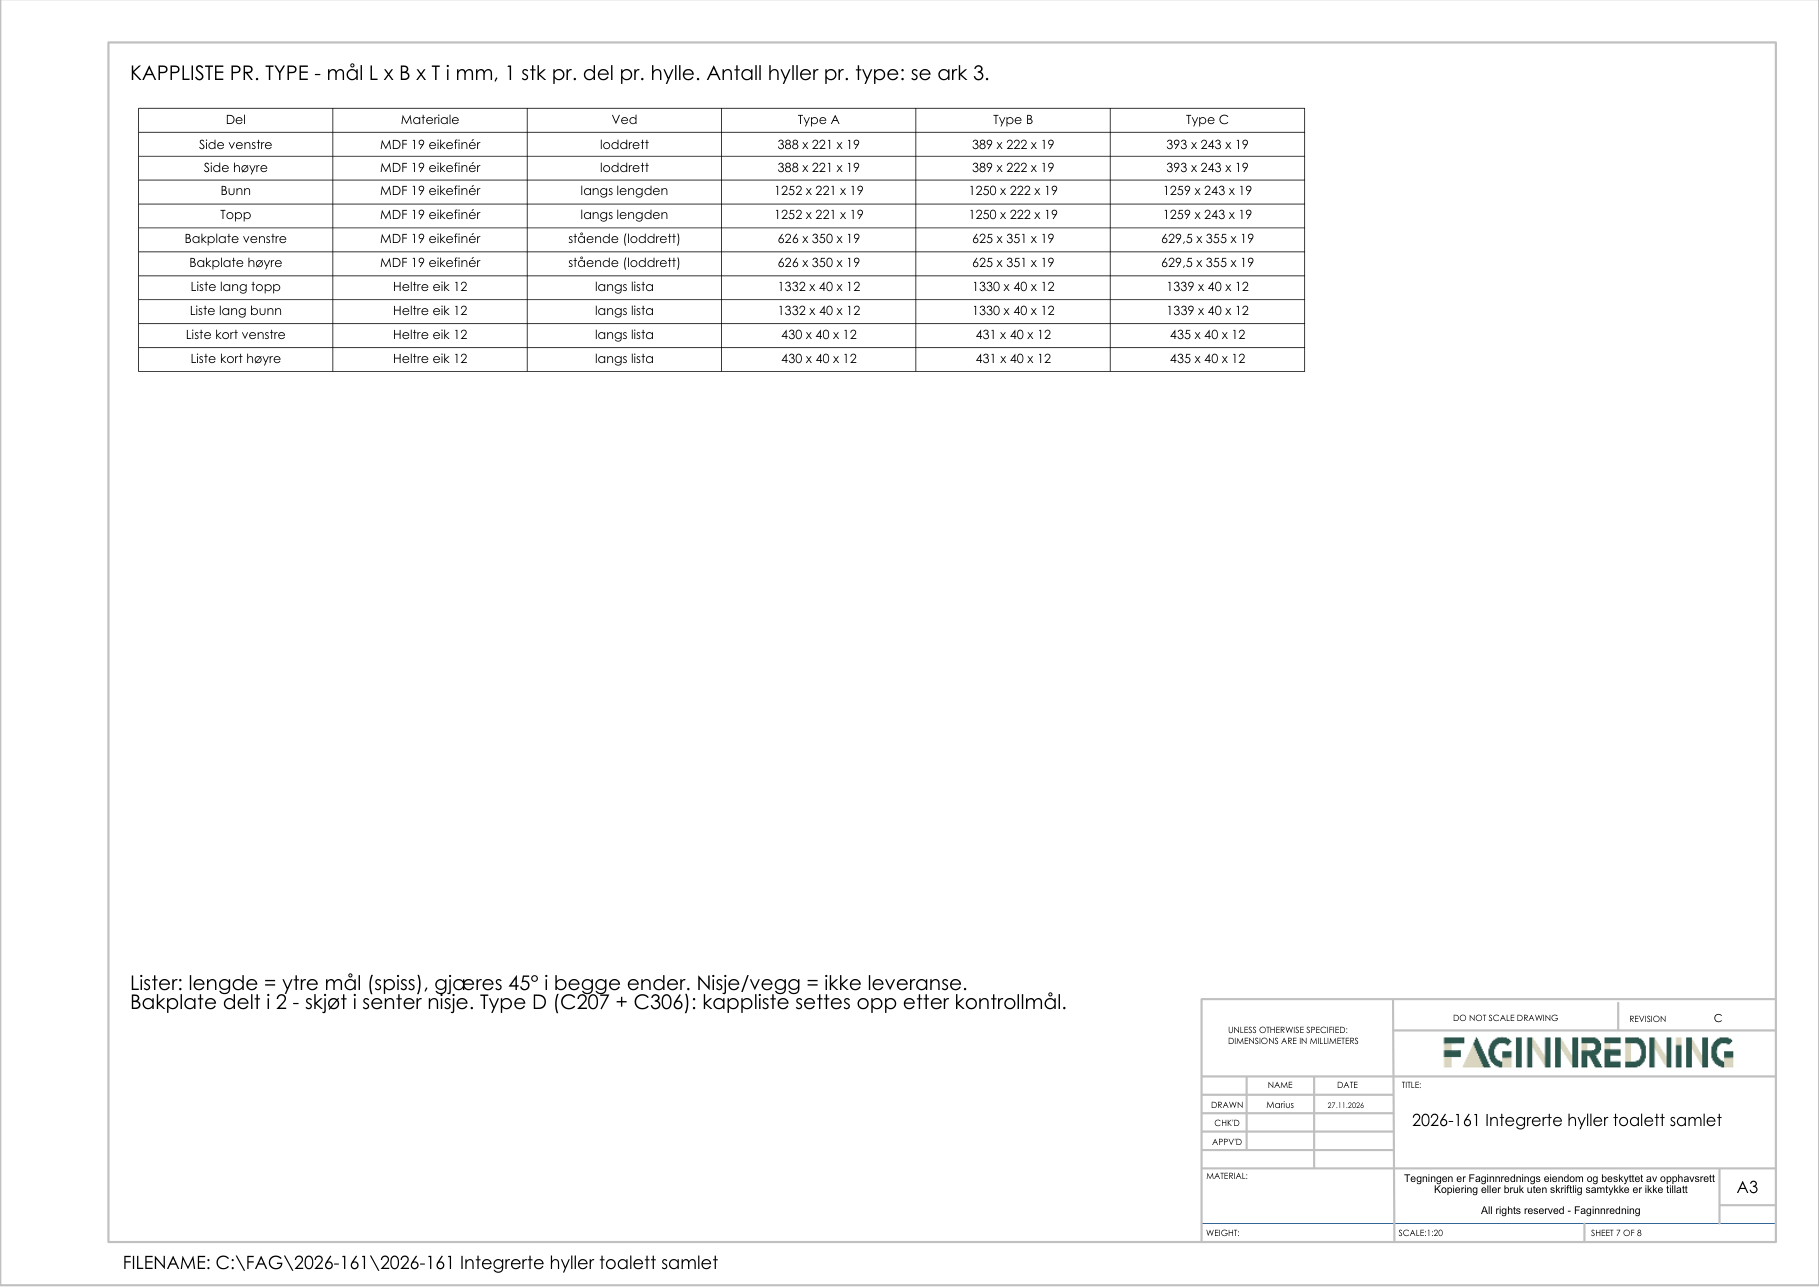 KAPPLISTE PR. TYPE - mål L x B x T i mm, 1 stk pr. del pr. hylle. Antall hyller pr. type: se ark 3.
Del Materiale Ved Type A Type B Type C
Side venstre MDF 19 eikefinér loddrett 388 x 221 x 19 389 x 222 x 19 393 x 243 x 19
Side høyre MDF 19 eikefinér loddrett 388 x 221 x 19 389 x 222 x 19 393 x 243 x 19
Bunn MDF 19 eikefinér langs lengden 1252 x 221 x 19 1250 x 222 x 19 1259 x 243 x 19
Topp MDF 19 eikefinér langs lengden 1252 x 221 x 19 1250 x 222 x 19 1259 x 243 x 19
Bakplate venstre MDF 19 eikefinér stående (loddrett) 626 x 350 x 19 625 x 351 x 19 629,5 x 355 x 19
Bakplate høyre MDF 19 eikefinér stående (loddrett) 626 x 350 x 19 625 x 351 x 19 629,5 x 355 x 19
Liste lang topp Heltre eik 12 langs lista 1332 x 40 x 12 1330 x 40 x 12 1339 x 40 x 12
Liste lang bunn Heltre eik 12 langs lista 1332 x 40 x 12 1330 x 40 x 12 1339 x 40 x 12
Liste kort venstre Heltre eik 12 langs lista 430 x 40 x 12 431 x 40 x 12 435 x 40 x 12
Liste kort høyre Heltre eik 12 langs lista 430 x 40 x 12 431 x 40 x 12 435 x 40 x 12
Lister: lengde = ytre mål (spiss), gjæres 45° i begge ender. Nisje/vegg = ikke leveranse.
Bakplate delt i 2 - skjøt i senter nisje. Type D (C207 + C306): kappliste settes opp etter kontrollmål.
UNLESS OTHERWISE SPECIFIED:
DIMENSIONS ARE IN MILLIMETERS
DO NOT SCALE DRAWING
REVISION C
FAGINNREDNiNG
NAME DATE
DRAWN Marius 27.11.2026
CHK'D
APPV'D
TITLE:
2026-161 Integrerte hyller toalett samlet
MATERIAL:
Tegningen er Faginnrednings eiendom og beskyttet av opphavsrett
Kopiering eller bruk uten skriftlig samtykke er ikke tillatt
All rights reserved - Faginnredning
A3
WEIGHT:
SCALE:1:20
SHEET 7 OF 8
FILENAME: C:\FAG\2026-161\2026-161 Integrerte hyller toalett samlet